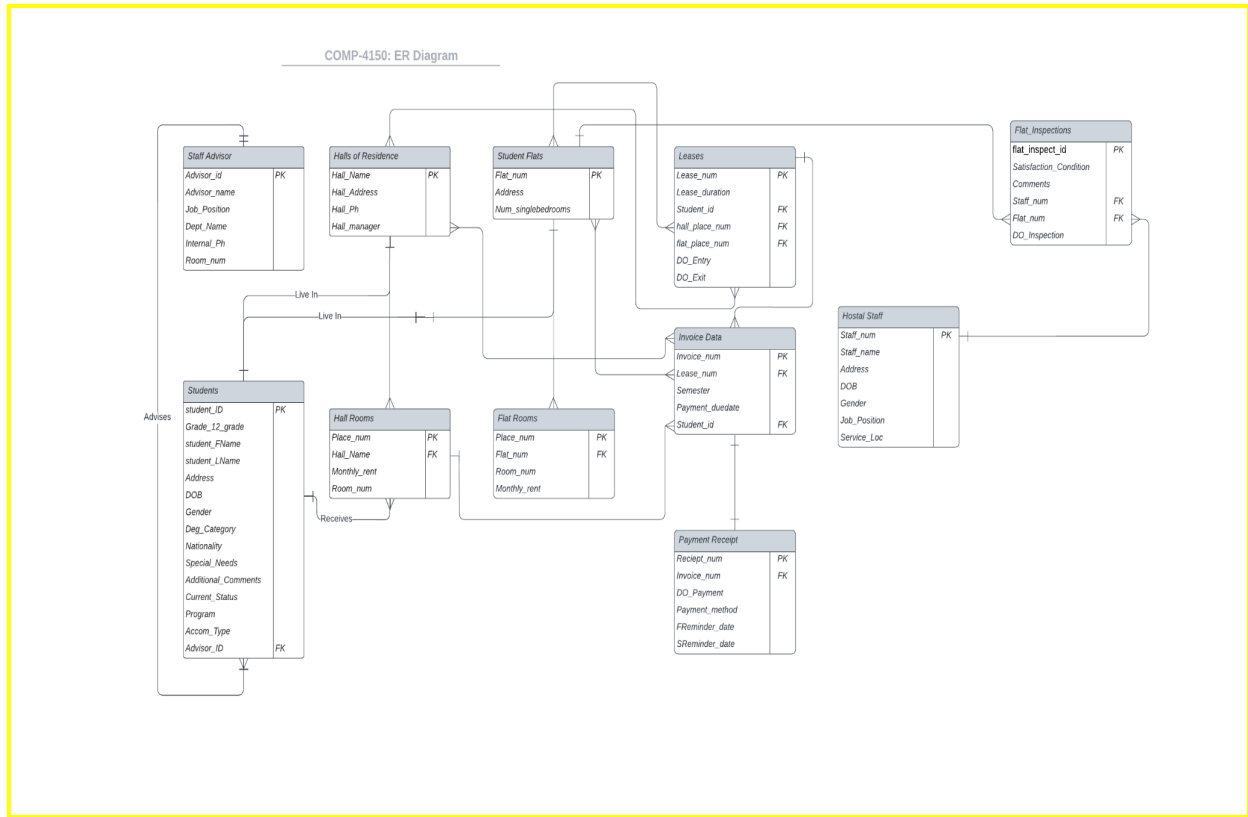 COMP-4150: ER Diagram
Staff Advisor
Advisor_id PK
Advisor_name
Job_Position
Dept_Name
Internal_Ph
Room_num
Halls of Residence
Hall_Name PK
Hall_Address
Hall_Ph
Hall_manager
Student Flats
Flat_num PK
Address
Num_singlebedrooms
Leases
Lease_num PK
Lease_duration
Student_id FK
hall_place_num FK
flat_place_num FK
DO_Entry
DO_Exit
Flat_Inspections
flat_inspect_id PK
Satisfaction_Condition
Comments
Staff_num FK
Flat_num FK
DO_Inspection
Live In
Live In
Hostal Staff
Staff_num PK
Staff_name
Address
DOB
Gender
Job_Position
Service_Loc
Invoice Data
Invoice_num PK
Lease_num FK
Semester
Payment_duedate
Student_id FK
Advises
Students
student_ID PK
Grade_12_grade
student_FName
student_LName
Address
DOB
Gender
Deg_Category
Nationality
Special_Needs
Additional_Comments
Current_Status
Program
Accom_Type
Advisor_ID FK
Hall Rooms
Place_num PK
Hall_Name FK
Monthly_rent
Room_num
Receives
Flat Rooms
Place_num PK
Flat_num FK
Room_num
Monthly_rent
Payment Receipt
Reciept_num PK
Invoice_num FK
DO_Payment
Payment_method
FReminder_date
SReminder_date